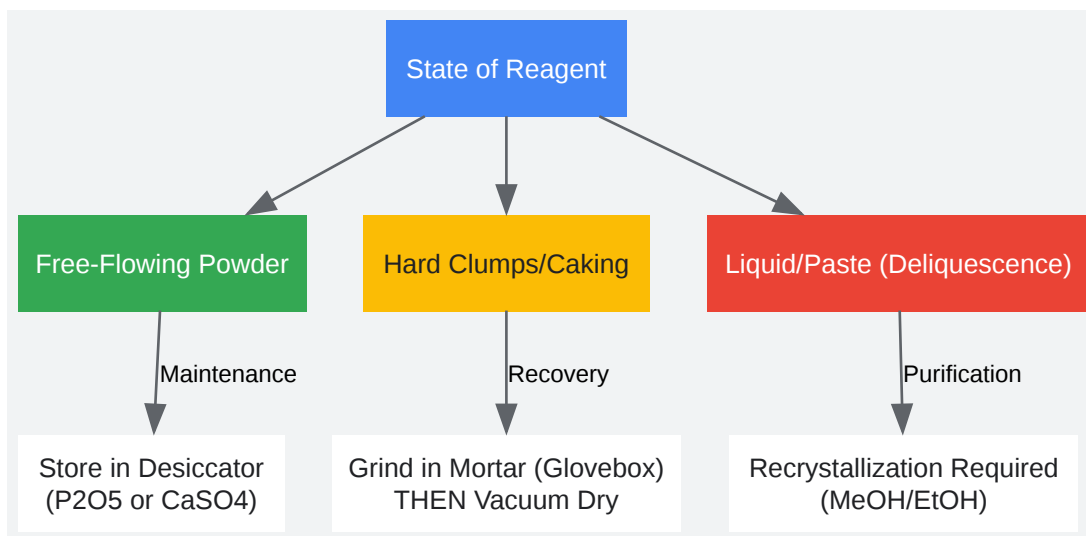 State of Reagent
Free-Flowing Powder
Hard Clumps/Caking
Liquid/Paste (Deliquescence)
Maintenance
Recovery
Purification
Store in Desiccator
(P2O5 or CaSO4)
Grind in Mortar (Glovebox)
THEN Vacuum Dry
Recrystallization Required
(MeOH/EtOH)